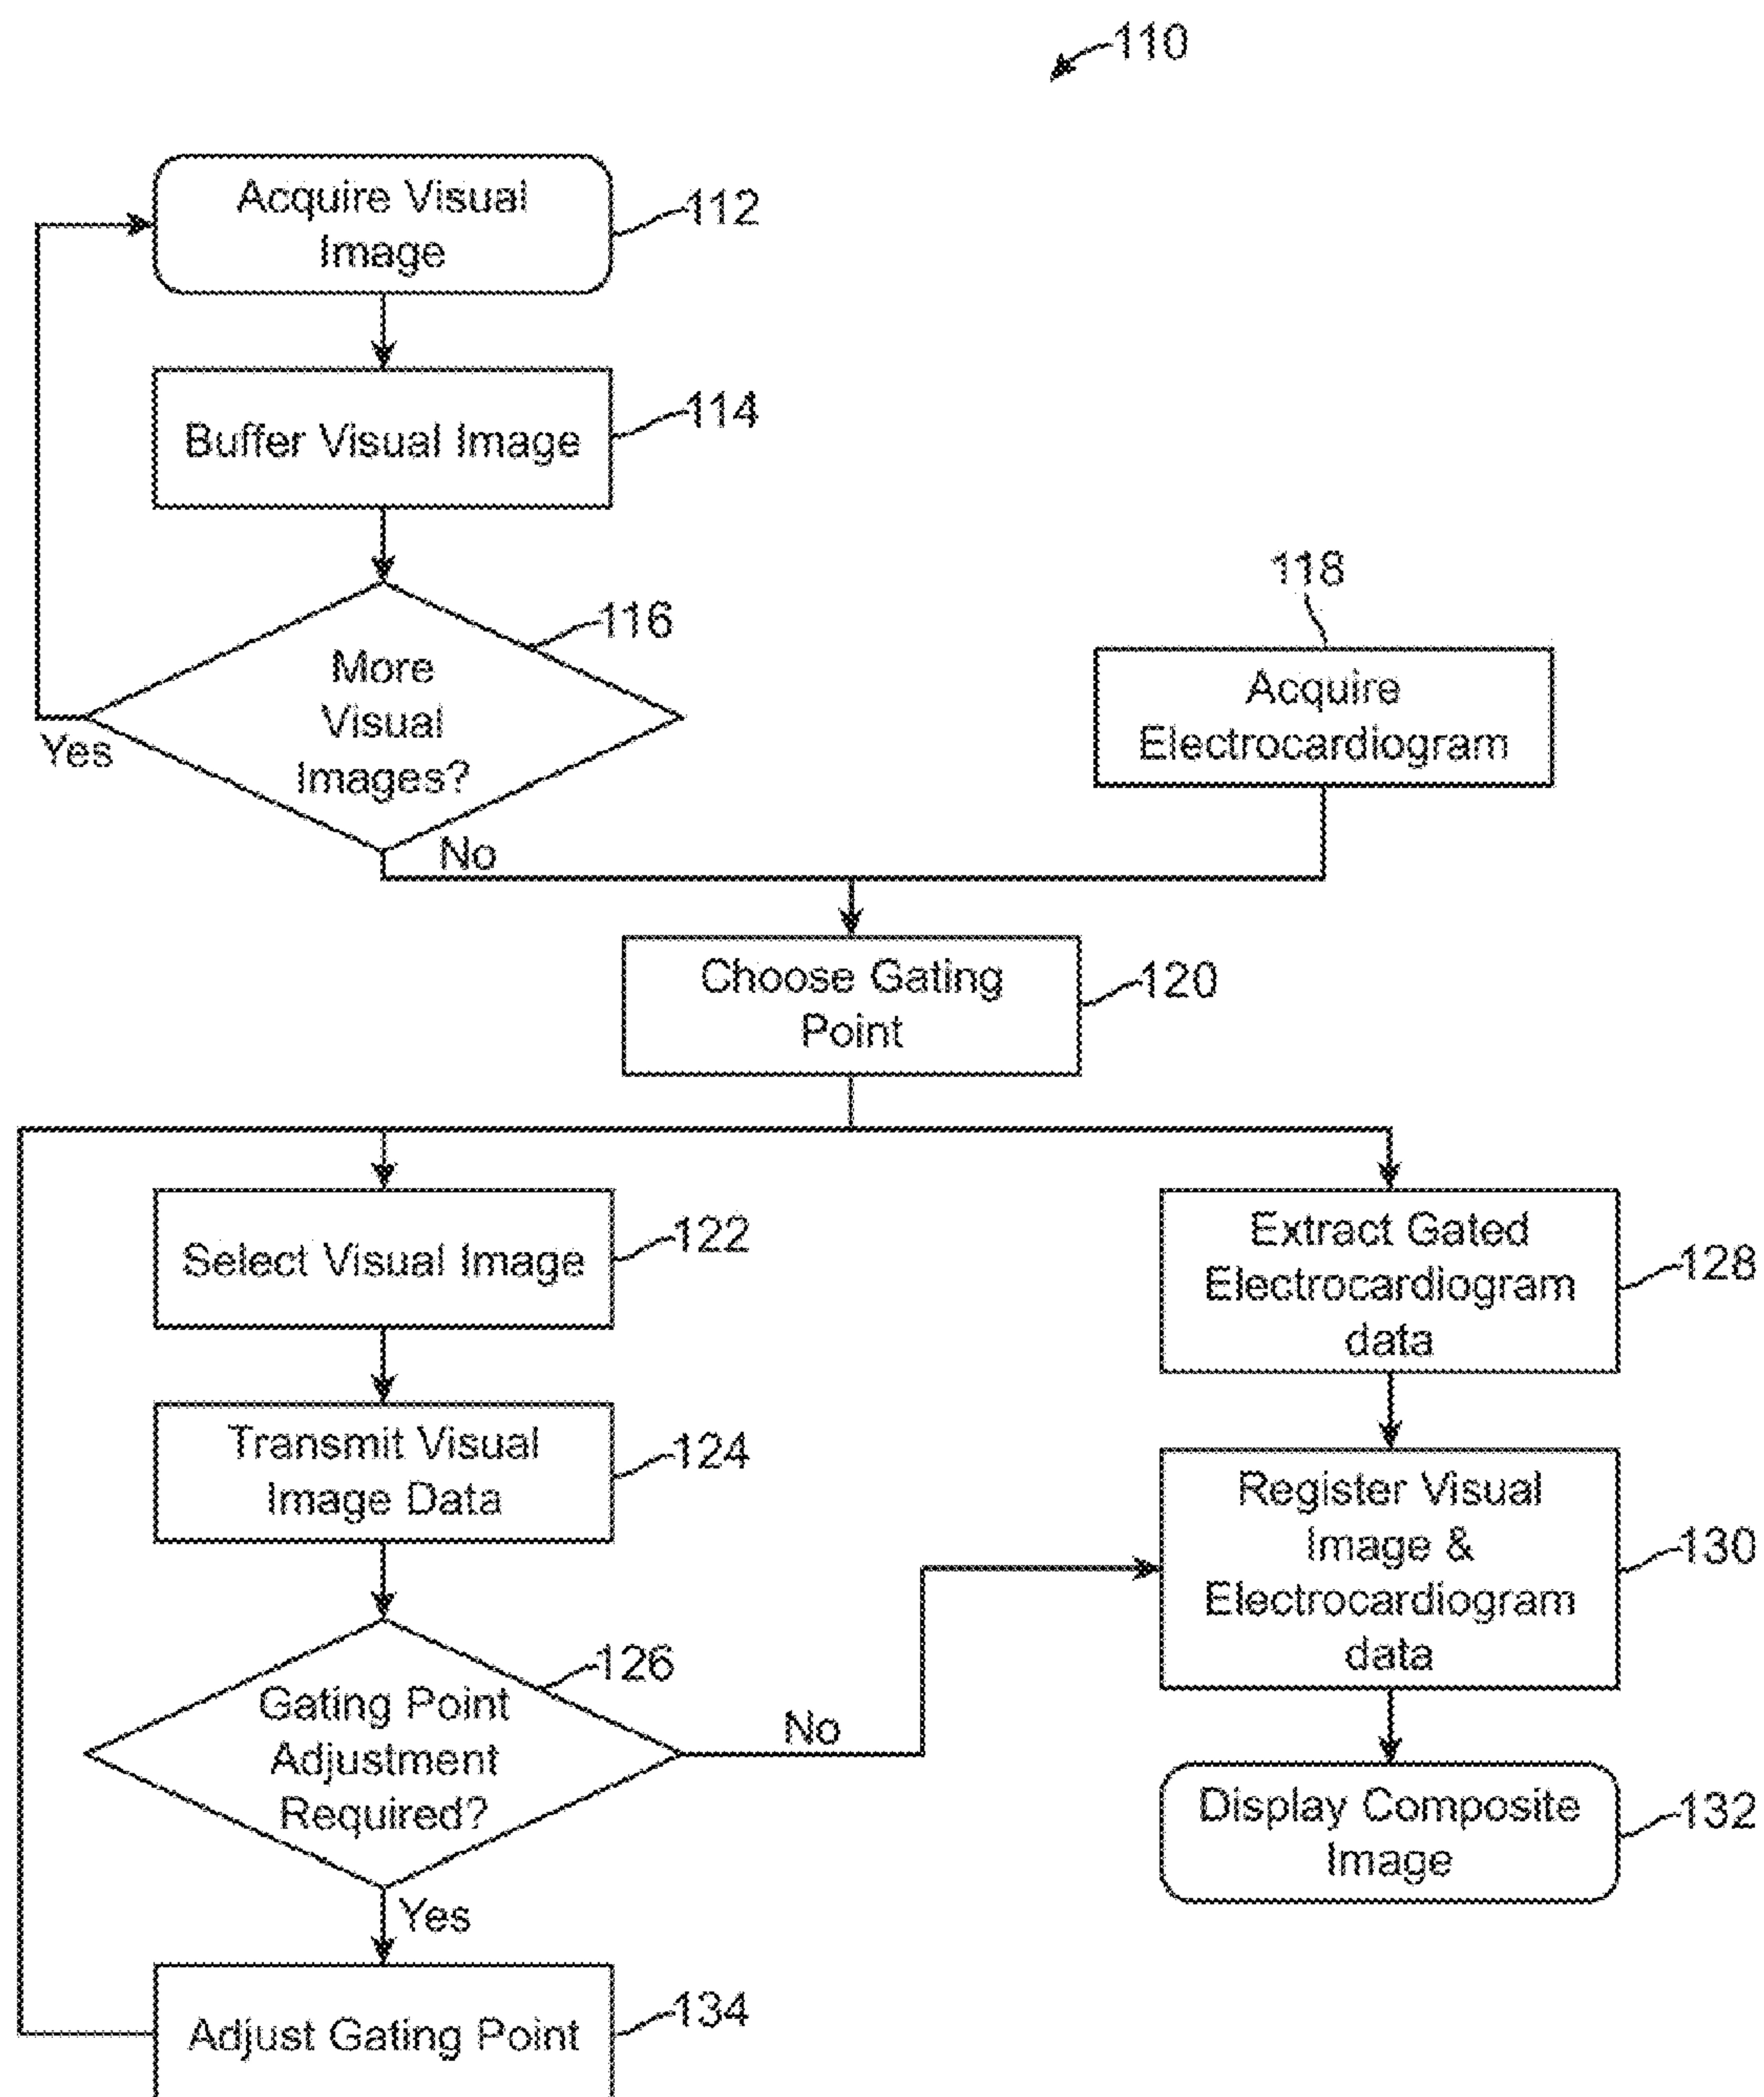 110
Acquire Visual
Image
112
Buffer Visual Image
114
More
Visual
Images?
116
Yes
No
118
Acquire
Electrocardiogram
Choose Gating
Point
120
Select Visual Image
122
Transmit Visual
Image Data
124
Gating Point
Adjustment
Required?
126
No
Yes
Adjust Gating Point
134
Extract Gated
Electrocardiogram
data
128
Register Visual
Image &
Electrocardiogram
data
130
Display Composite
Image
132